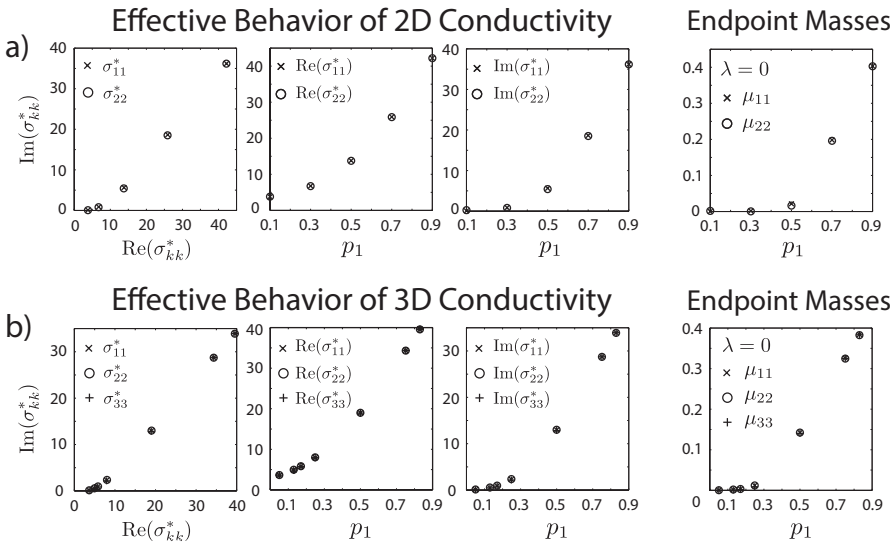 Effective Behavior of 2D Conductivity
Endpoint Masses
a)
40
30
20
10
0
0 10 20 30 40
Im(σ*kk)
Re(σ*kk)
× σ*11
○ σ*22
40
30
20
10
0.1 0.3 0.5 0.7 0.9
p1
× Re(σ*11)
○ Re(σ*22)
40
30
20
10
0
0.1 0.3 0.5 0.7 0.9
p1
× Im(σ*11)
○ Im(σ*22)
0.4
0.3
0.2
0.1
0
0.1 0.3 0.5 0.7 0.9
p1
λ = 0
× μ11
○ μ22
Effective Behavior of 3D Conductivity
Endpoint Masses
b)
30
20
10
0
0 10 20 30 40
Im(σ*kk)
Re(σ*kk)
× σ*11
○ σ*22
+ σ*33
40
30
20
10
0
0.1 0.3 0.5 0.7 0.9
p1
× Re(σ*11)
○ Re(σ*22)
+ Re(σ*33)
30
20
10
0
0.1 0.3 0.5 0.7 0.9
p1
× Im(σ*11)
○ Im(σ*22)
+ Im(σ*33)
0.4
0.3
0.2
0.1
0
0.1 0.3 0.5 0.7 0.9
p1
λ = 0
× μ11
○ μ22
+ μ33